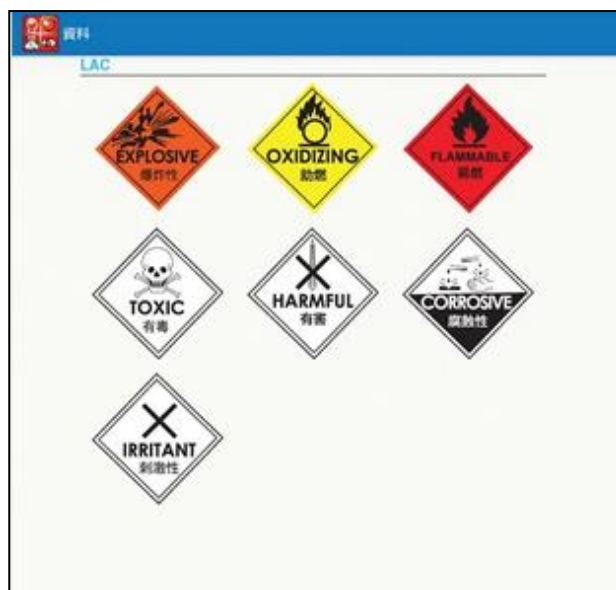 資料
LAC
EXPLOSIVE
爆炸性
OXIDIZING
助燃
FLAMMABLE
易燃
TOXIC
有毒
HARMFUL
有害
CORROSIVE
腐蝕性
IRRITANT
刺激性